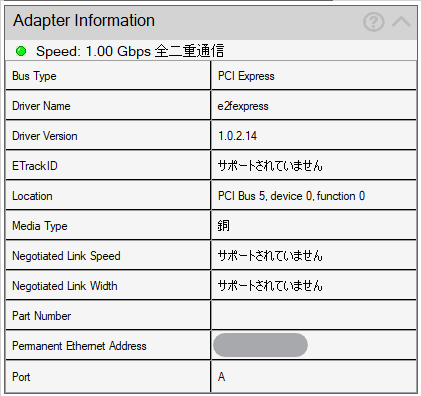 Adapter Information
Speed: 1.00 Gbps 全二重通信
Bus Type PCI Express
Driver Name e2fexpress
Driver Version 1.0.2.14
ETrackID サポートされていません
Location PCI Bus 5, device 0, function 0
Media Type 銅
Negotiated Link Speed サポートされていません
Negotiated Link Width サポートされていません
Part Number
Permanent Ethernet Address
Port A